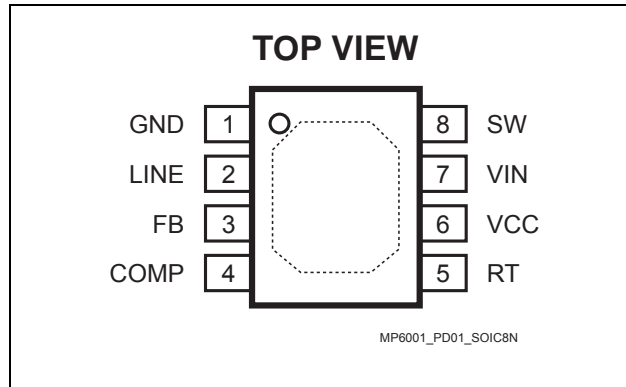 TOP VIEW
GND 1 8 SW
LINE 2 7 VIN
FB 3 6 VCC
COMP 4 5 RT
MP6001_PD01_SOIC8N